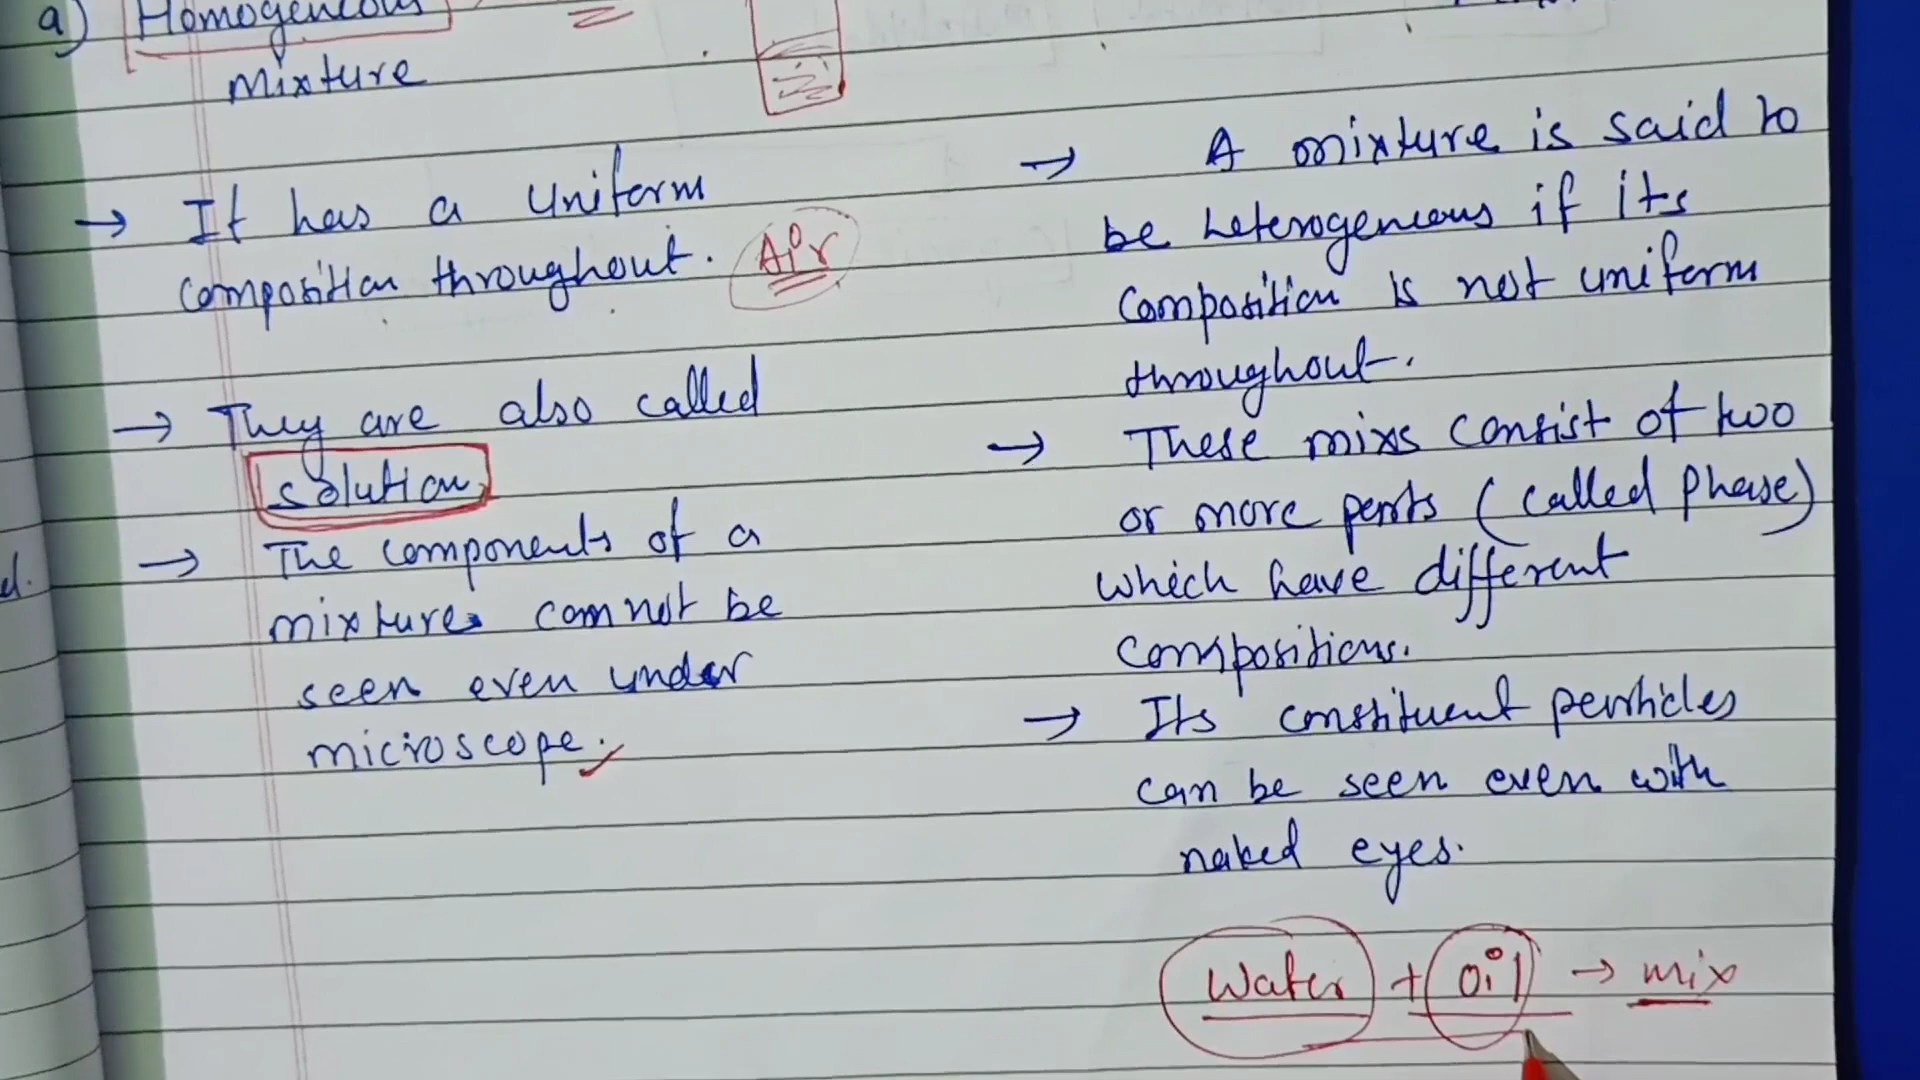 a) Homogeneous
mixture
→ It has a uniform
composition throughout. Air
→ They are also called
solution.
→ The components of a
mixtures cannot be
seen even under
microscope.
→ A mixture is said to
be heterogeneous if its
composition is not uniform
throughout.
→ These mixs consist of two
or more parts (called phase)
which have different
compositions.
→ Its constituent particles
can be seen even with
naked eyes.
Water + Oil → mix